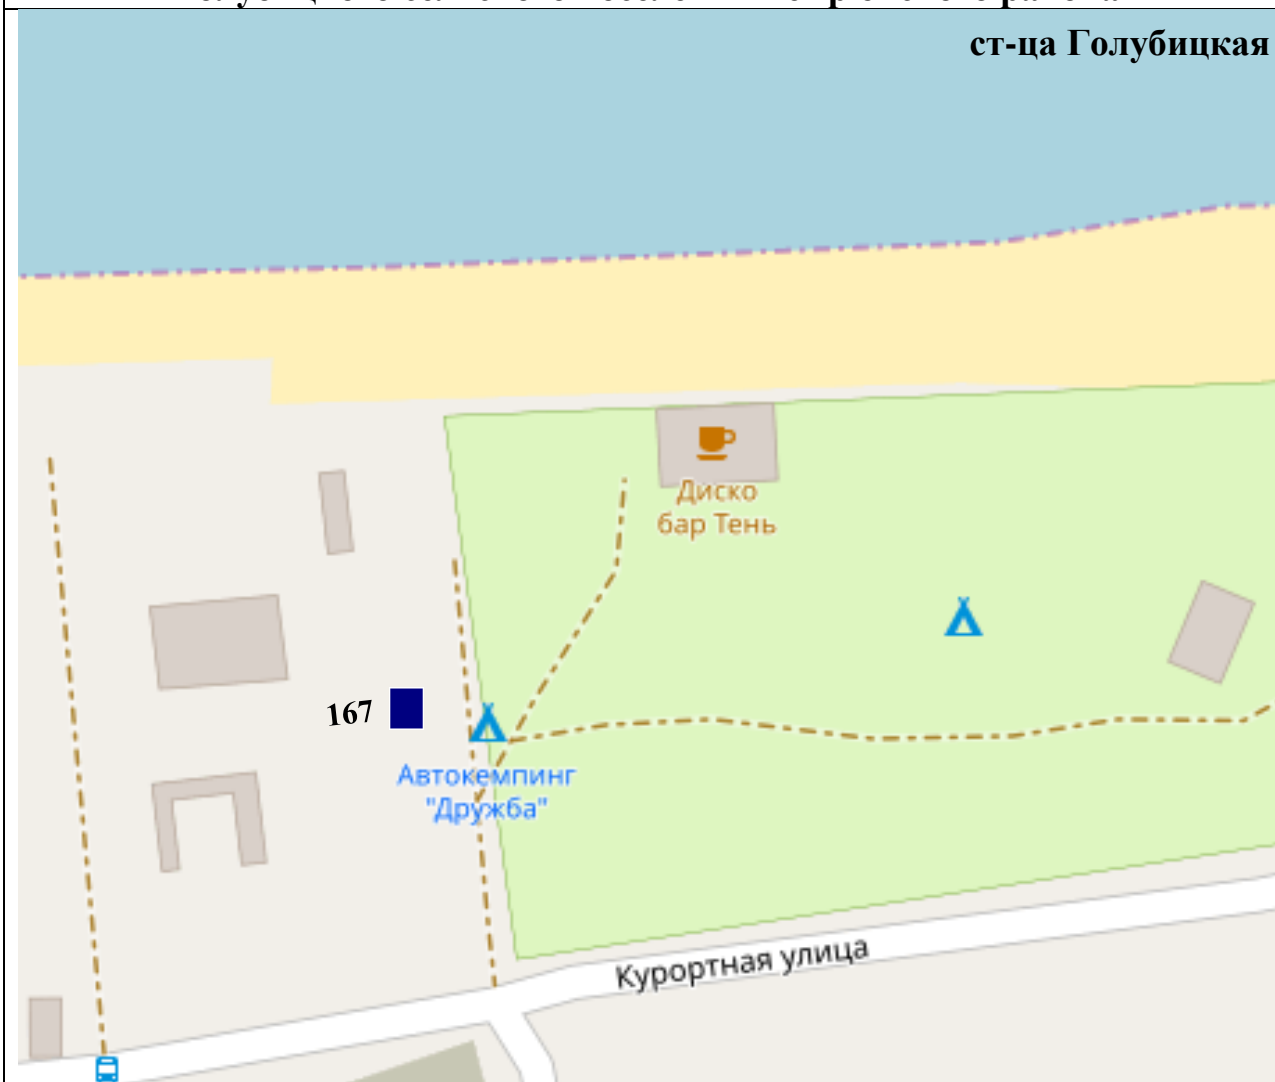 ст-ца Голубицкая
Диско
бар Тень
167
Автокемпинг
"Дружба"
Курортная улица